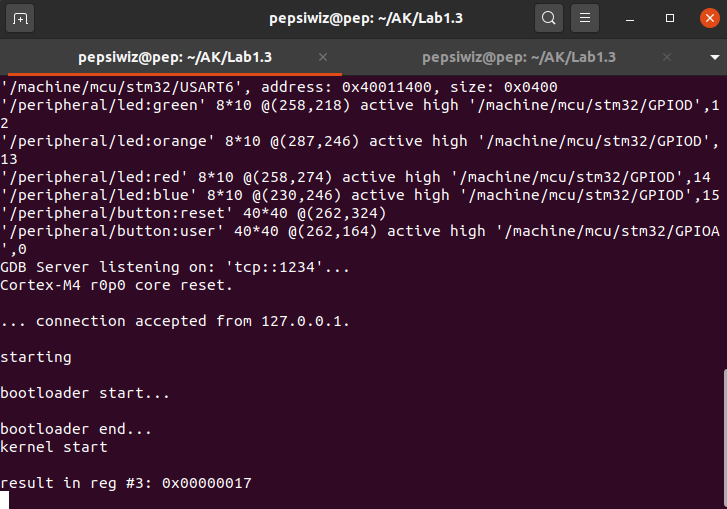 pepsiwiz@pep: ~/AK/Lab1.3
pepsiwiz@pep: ~/AK/Lab1.3 × pepsiwiz@pep: ~/AK/Lab1.3 ×
'/machine/mcu/stm32/USART6', address: 0x40011400, size: 0x0400
'/peripheral/led:green' 8*10 @(258,218) active high '/machine/mcu/stm32/GPIOD',1
2
'/peripheral/led:orange' 8*10 @(287,246) active high '/machine/mcu/stm32/GPIOD',
13
'/peripheral/led:red' 8*10 @(258,274) active high '/machine/mcu/stm32/GPIOD',14
'/peripheral/led:blue' 8*10 @(230,246) active high '/machine/mcu/stm32/GPIOD',15
'/peripheral/button:reset' 40*40 @(262,324)
'/peripheral/button:user' 40*40 @(262,164) active high '/machine/mcu/stm32/GPIOA
',0
GDB Server listening on: 'tcp::1234'...
Cortex-M4 r0p0 core reset.
... connection accepted from 127.0.0.1.
starting
bootloader start...
bootloader end...
kernel start
result in reg #3: 0x00000017